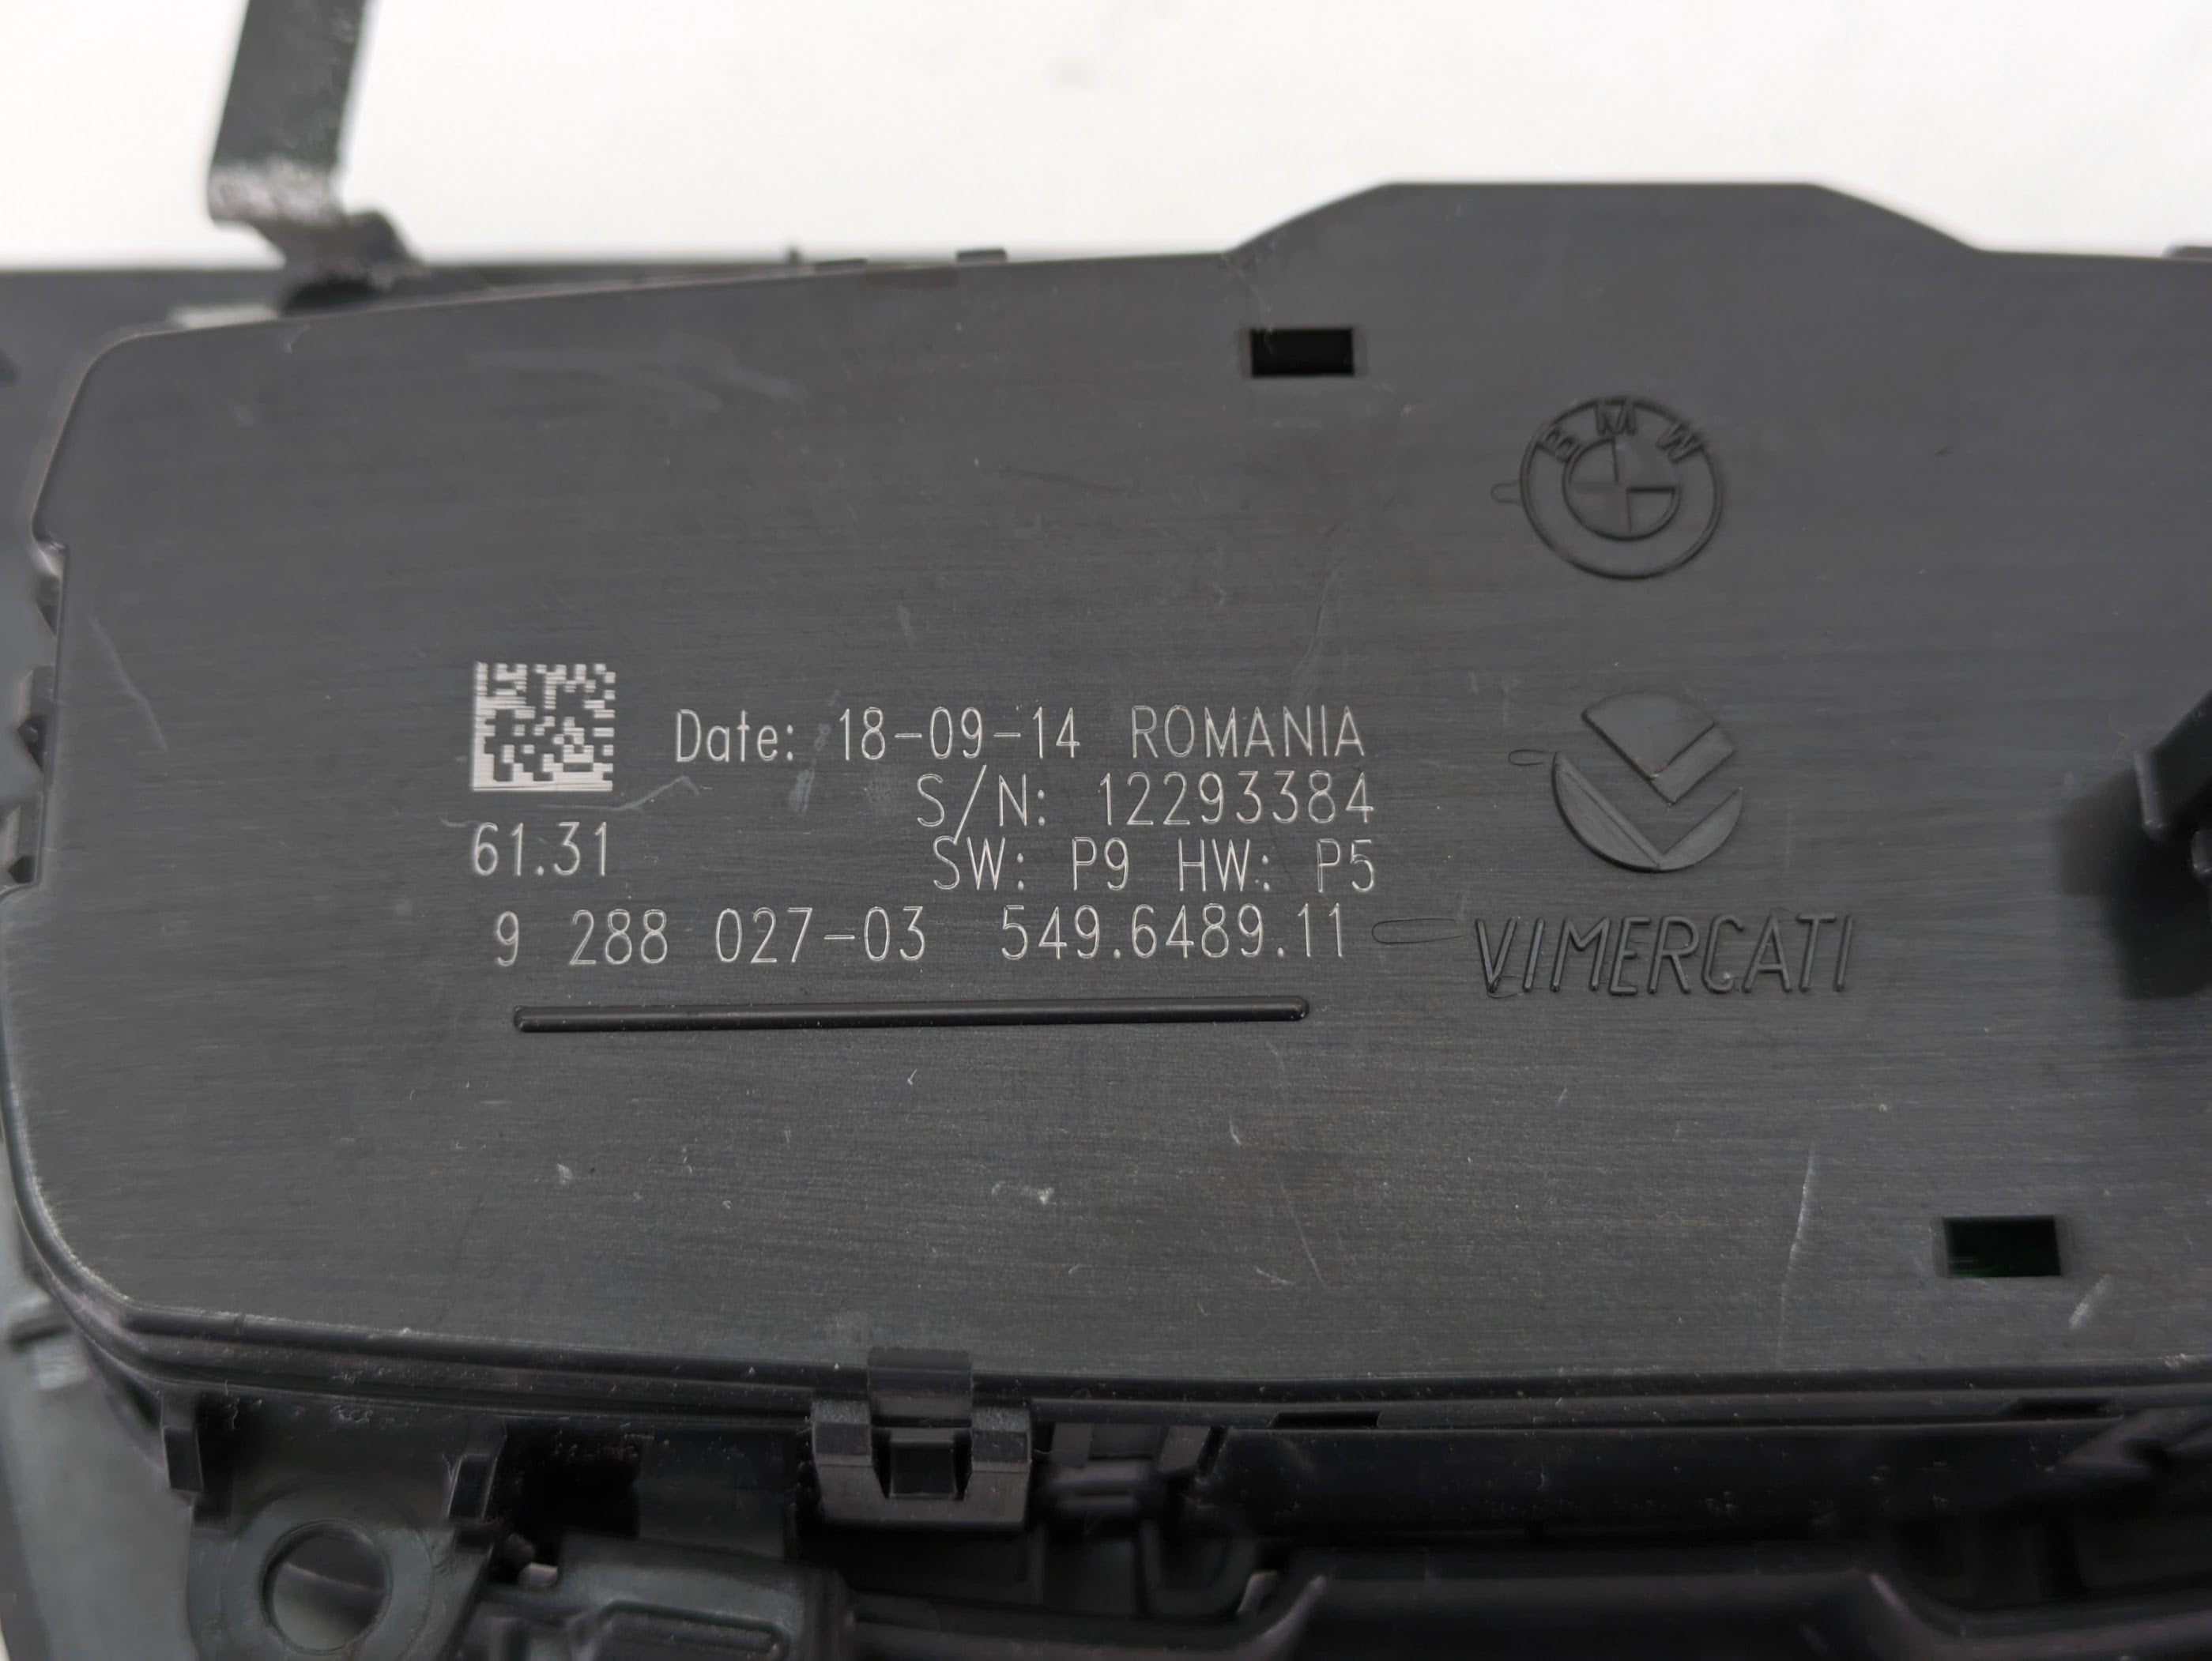 BMW
Date: 18-09-14 ROMANIA
S/N: 12293384
61.31
SW: P9 HW: P5
9 288 027-03 549.6489.11
VIMERCATI